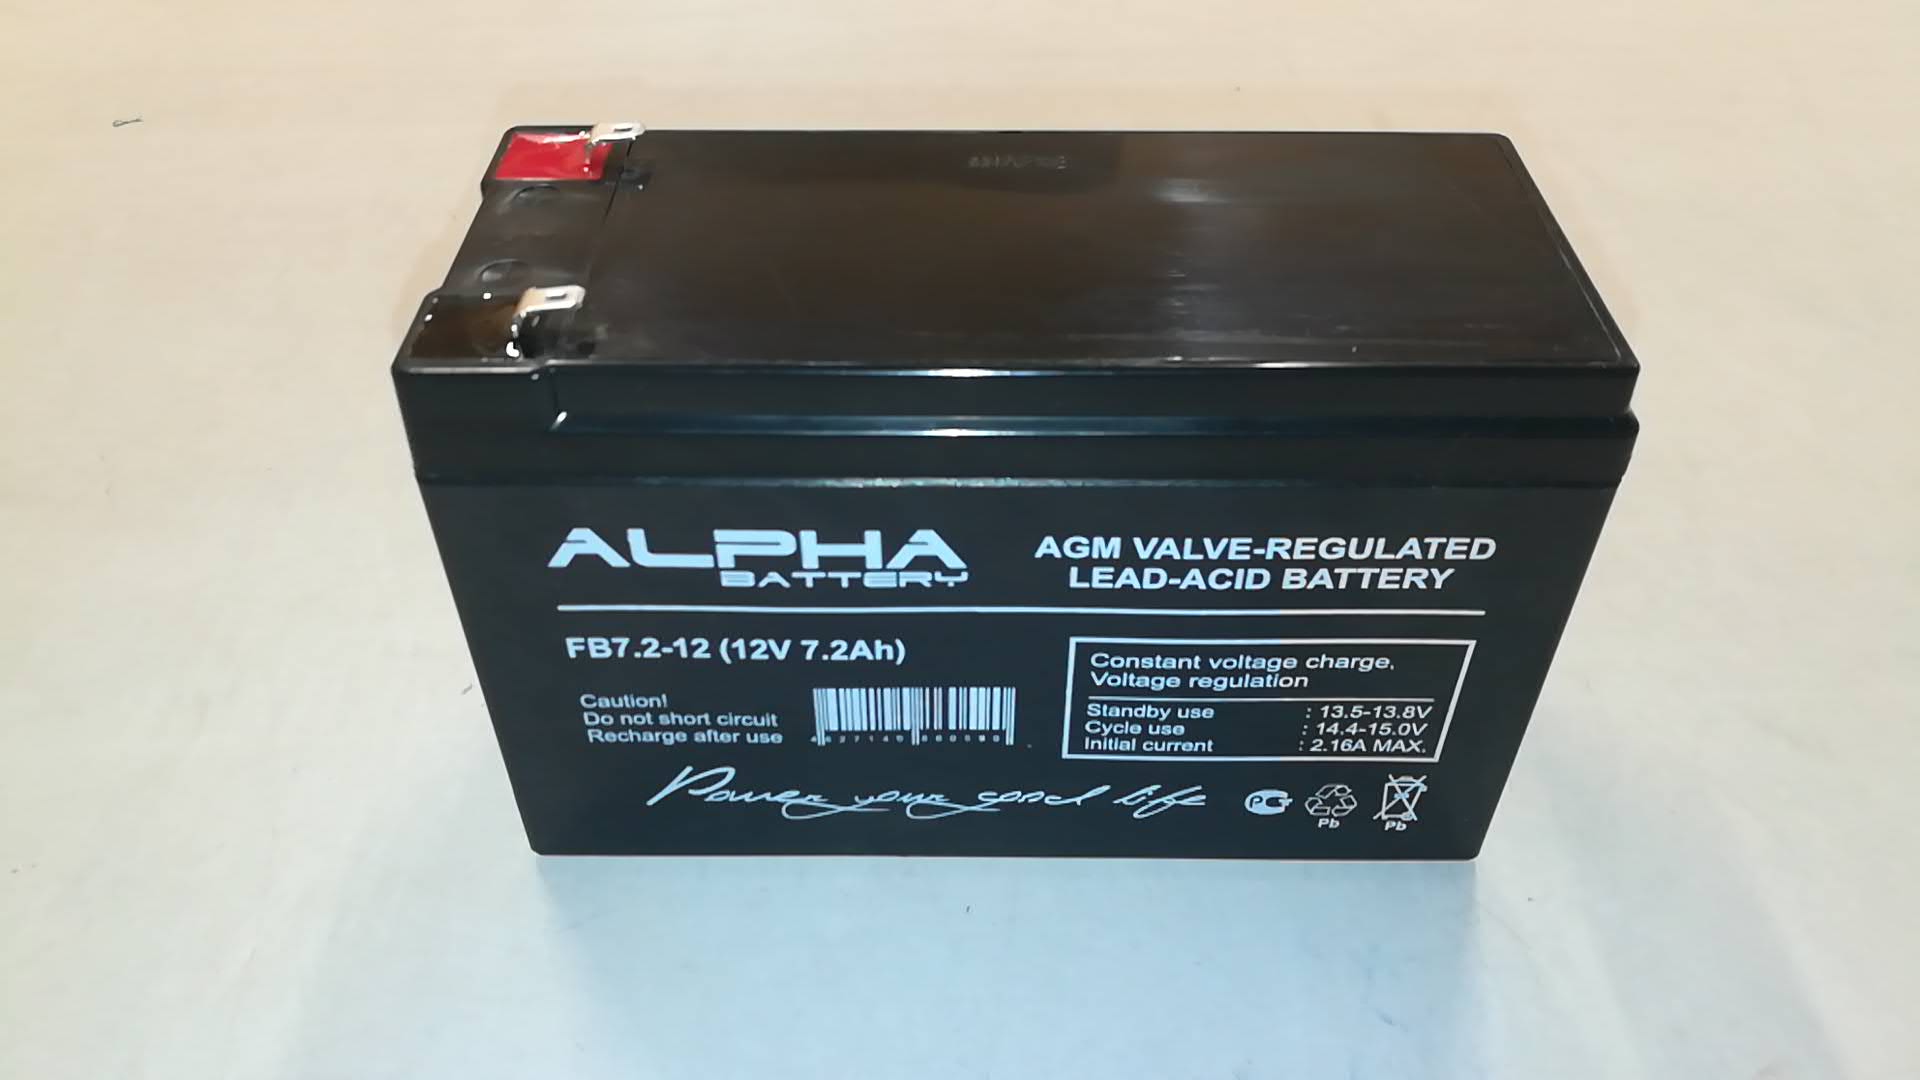 ALPHA
BATTERY
AGM VALVE-REGULATED
LEAD-ACID BATTERY
FB7.2-12 (12V 7.2Ah)
Caution!
Do not short circuit
Recharge after use
Constant voltage charge,
Voltage regulation
Standby use : 13.5-13.8V
Cycle use : 14.4-15.0V
Initial current : 2.16A MAX.
Power your good life
Pb
Pb